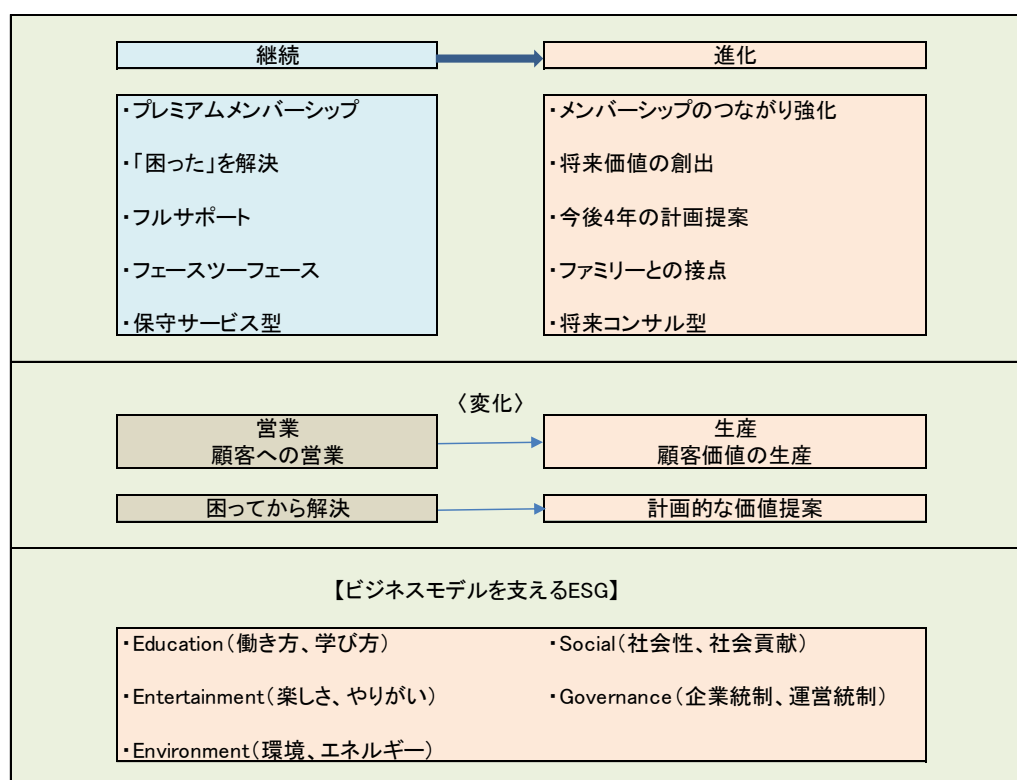 継続
進化
・プレミアムメンバーシップ
・「困った」を解決
・フルサポート
・フェースツーフェース
・保守サービス型
・メンバーシップのつながり強化
・将来価値の創出
・今後4年の計画提案
・ファミリーとの接点
・将来コンサル型
〈変化〉
営業
顧客への営業
生産
顧客価値の生産
困ってから解決
計画的な価値提案
【ビジネスモデルを支えるESG】
・Education（働き方、学び方）
・Entertainment（楽しさ、やりがい）
・Environment（環境、エネルギー）
・Social（社会性、社会貢献）
・Governance（企業統制、運営統制）